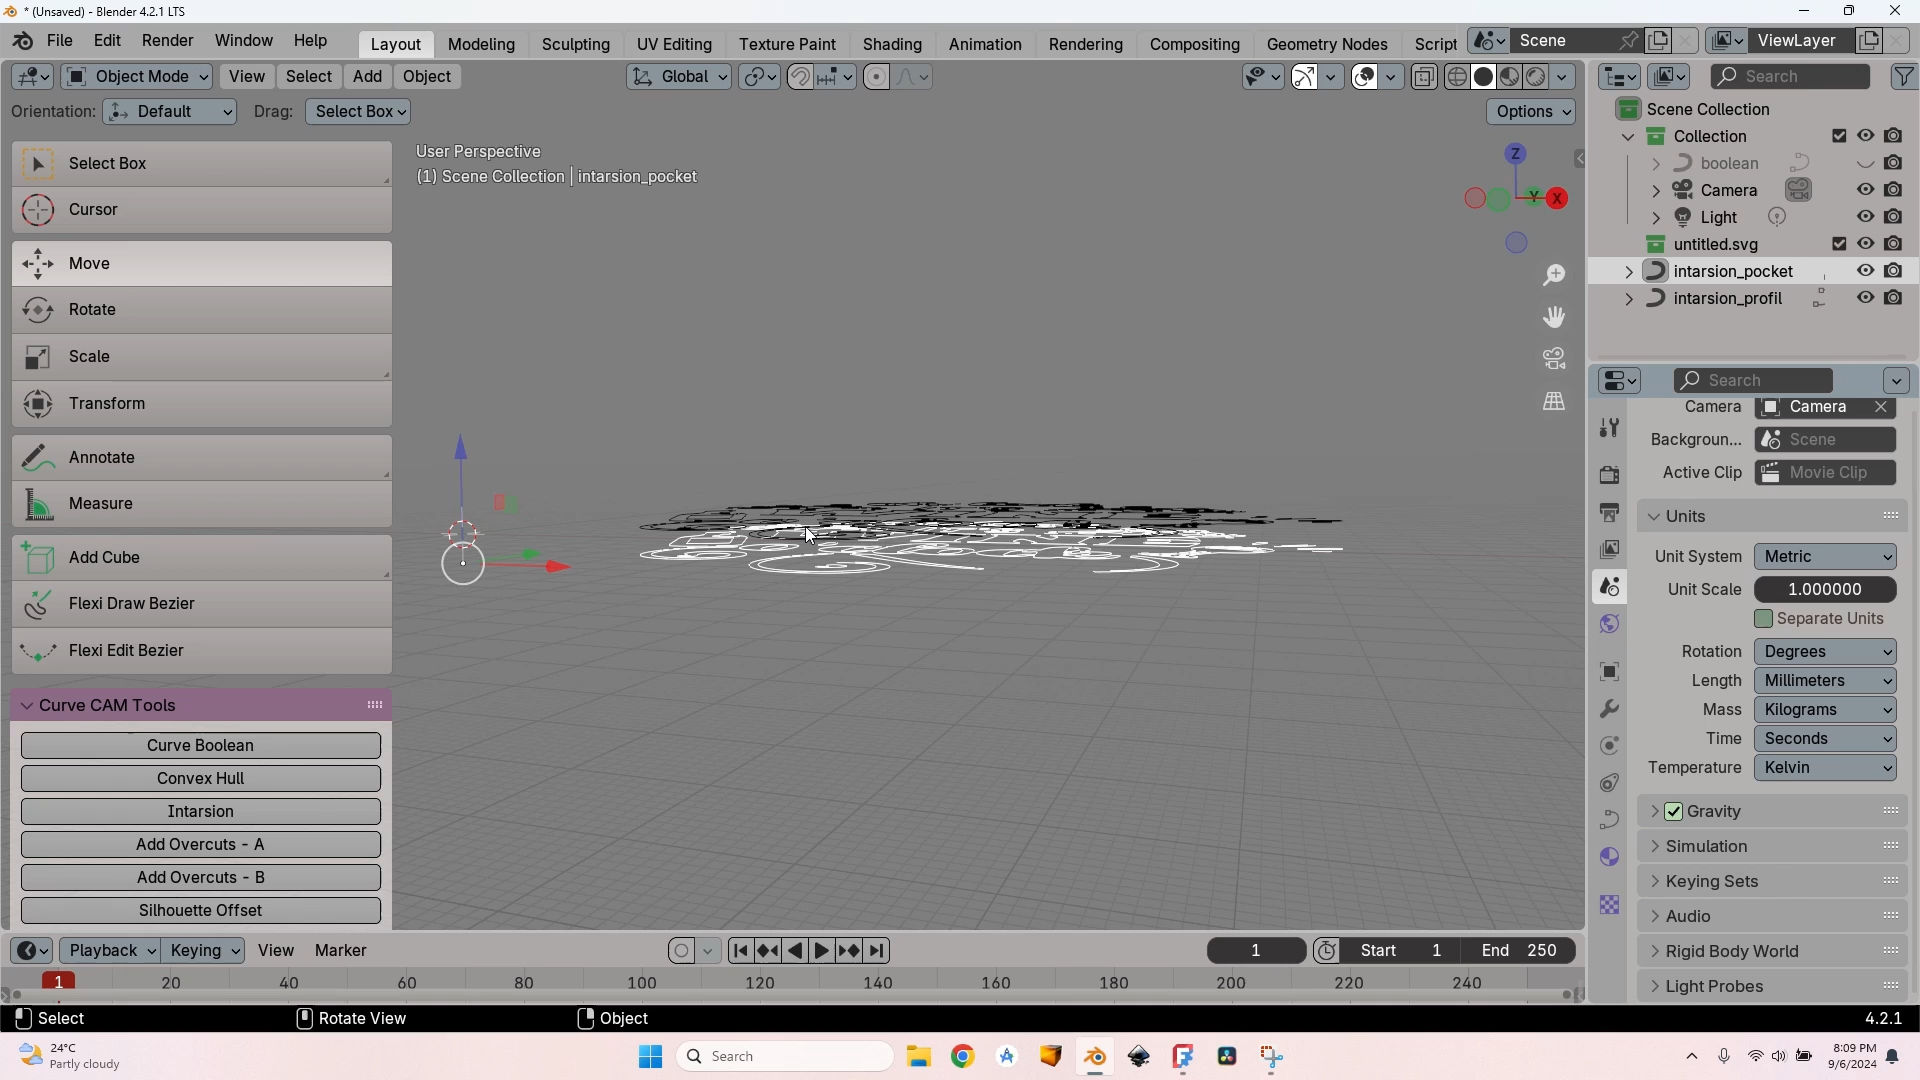 * (Unsaved) - Blender 4.2.1 LTS
File Edit Render Window Help Layout Modeling Sculpting UV Editing Texture Paint Shading Animation Rendering Compositing Geometry Nodes Script Scene ViewLayer
Object Mode View Select Add Object Global Search
Orientation: Default Drag: Select Box Options
User Perspective
(1) Scene Collection | intarsion_pocket
Z
Y X
Select Box
Cursor
Move
Rotate
Scale
Transform
Annotate
Measure
Add Cube
Flexi Draw Bezier
Flexi Edit Bezier
Curve CAM Tools
Curve Boolean
Convex Hull
Intarsion
Add Overcuts - A
Add Overcuts - B
Silhouette Offset
Scene Collection
Collection
boolean
Camera
Light
untitled.svg
intarsion_pocket
intarsion_profil
Search
Camera Camera
Backgroun... Scene
Active Clip Movie Clip
Units
Unit System Metric
Unit Scale 1.000000
Separate Units
Rotation Degrees
Length Millimeters
Mass Kilograms
Time Seconds
Temperature Kelvin
Gravity
Simulation
Keying Sets
Audio
Rigid Body World
Light Probes
Playback Keying View Marker 1 Start 1 End 250
1 20 40 60 80 100 120 140 160 180 200 220 240
Select Rotate View Object 4.2.1
24°C
Partly cloudy
Search
8:09 PM
9/6/2024